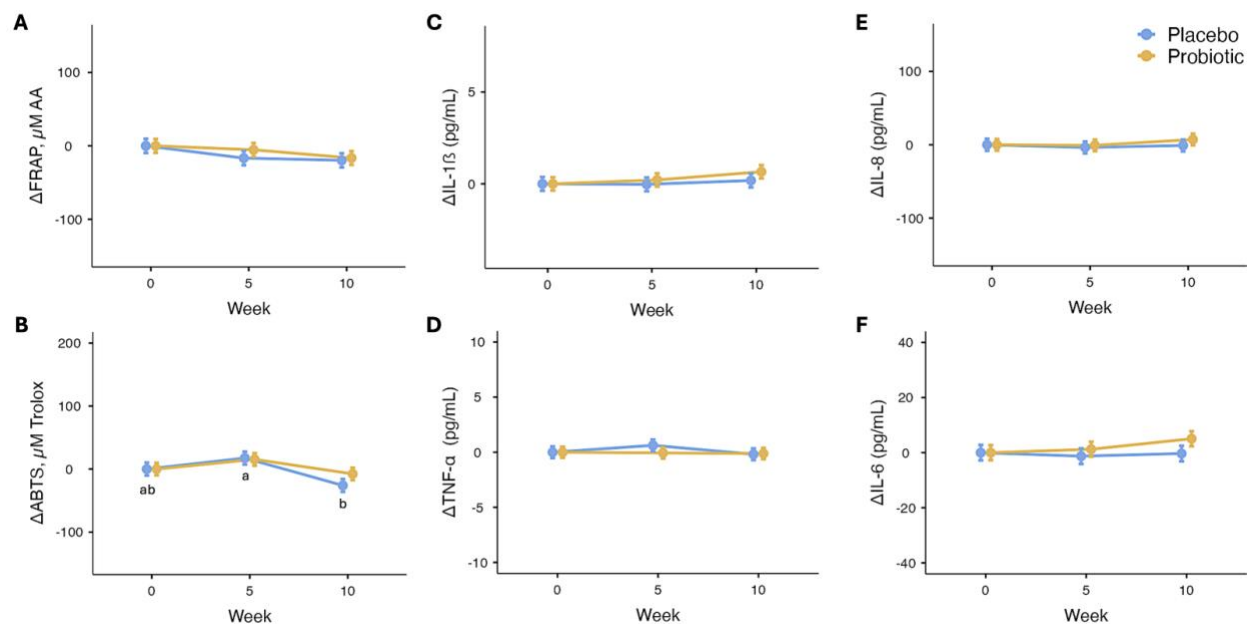 A
100
0
-100
ΔFRAP, µM AA
0
5
10
Week
B
200
100
0
-100
ΔABTS, µM Trolox
ab
a
b
0
5
10
Week
C
5
0
ΔIL-1ß (pg/mL)
0
5
10
Week
D
10
5
0
-5
-10
ΔTNF-α (pg/mL)
0
5
10
Week
E
Placebo
Probiotic
100
0
-100
ΔIL-8 (pg/mL)
0
5
10
Week
F
40
20
0
-20
-40
ΔIL-6 (pg/mL)
0
5
10
Week